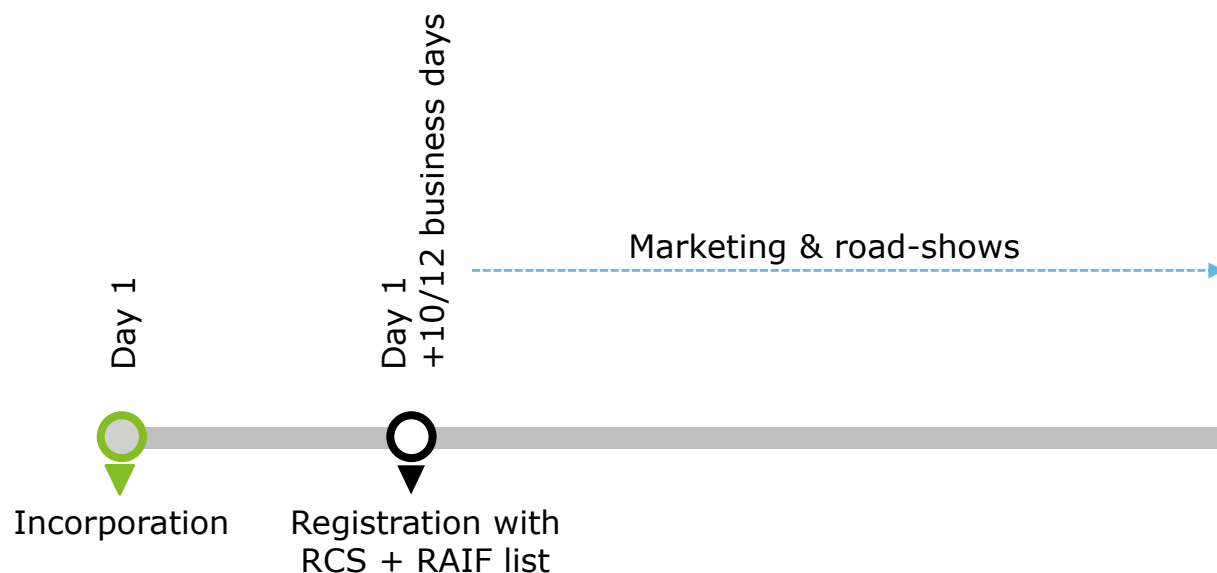 Day 1
Day 1
+10/12 business days
Marketing & road-shows
Incorporation
Registration with
RCS + RAIF list